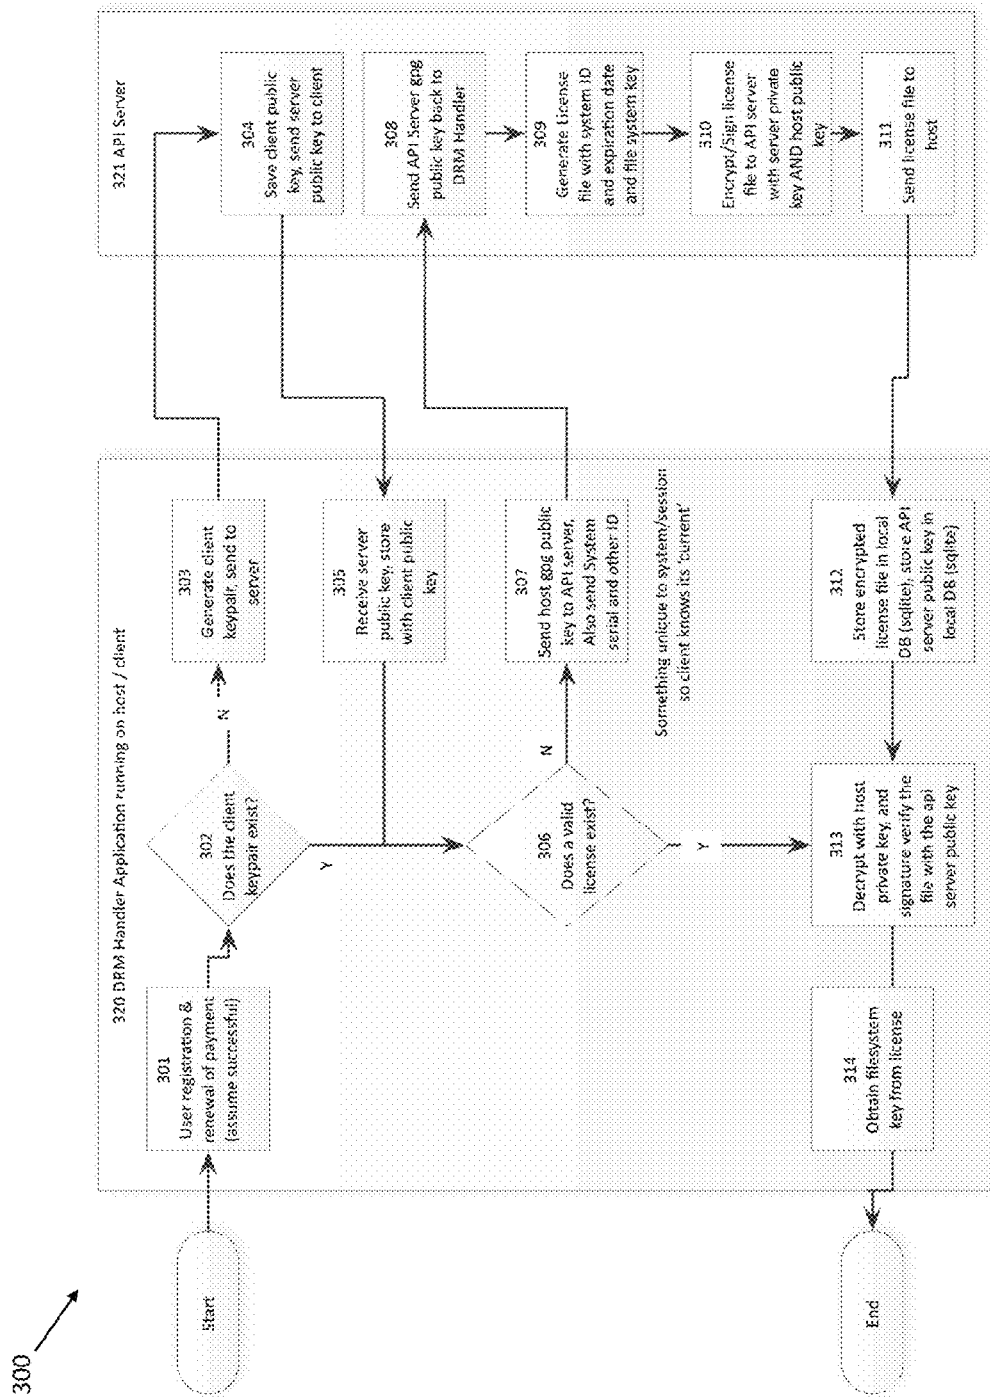 300
Start
320 DRM Handler Application running on host / client
301
User registration &
renewal of payment
(assume successful)
302
Does the client
keypair exist?
N
Y
303
Generate client
keypair, send to
server
321 API Server
304
Save client public
key, send server
public key to client
305
Receive server
public key, store
with client public
key
306
Does a valid
license exist?
N
Y
307
Send host gpg public
key to API server,
Also send System
serial and other ID
Something unique to system/session
so client knows its 'current'
308
Send API Server gpg
public key back to
DRM Handler
309
Generate License
file with system ID
and expiration date
and file system key
310
Encrypt/Sign license
file to API server
with server private
key AND host public
key
311
Send license file to
host
312
Store encrypted
license file in local
DB (sqlite), store API
server public key in
local DB (sqlite)
313
Decrypt with host
private key, and
signature verify the
file with the api
server public key
314
Obtain filesystem
key from license
End